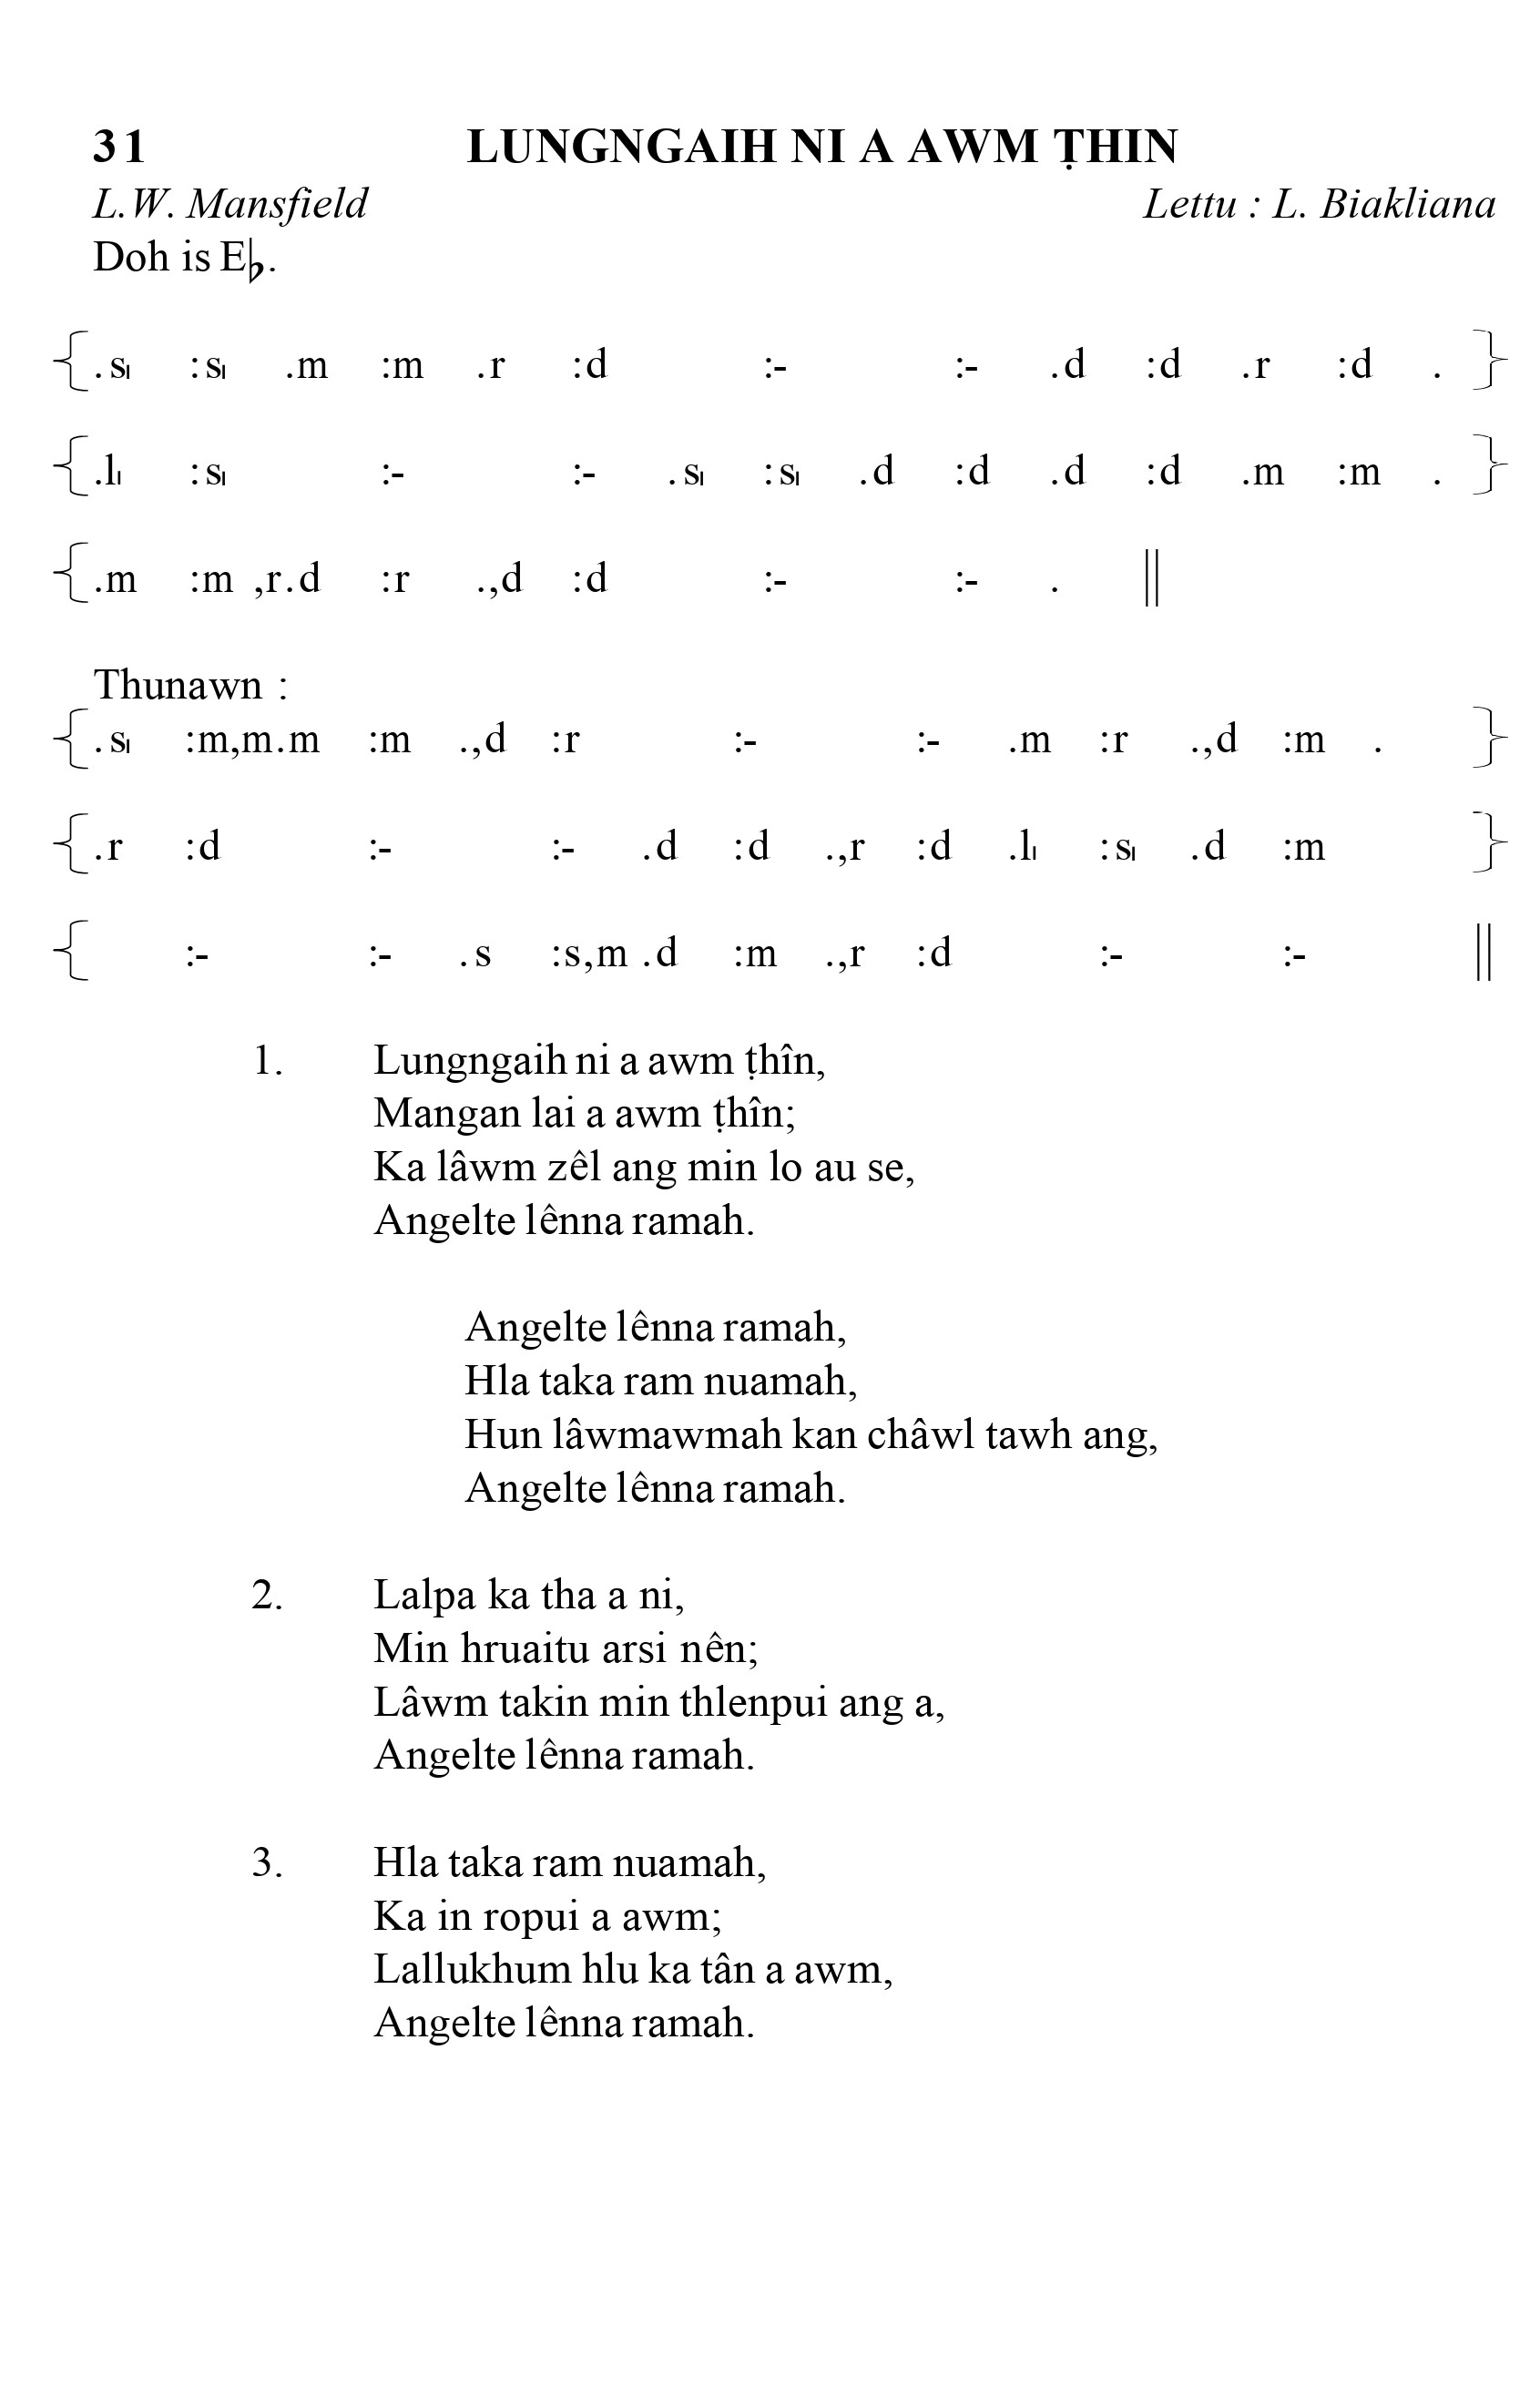 31 LUNGNGAIH NI A AWM ṬHIN
L.W. Mansfield Lettu : L. Biakliana
Doh is E♭.
{ .s| :s| .m :m .r :d :- :- .d :d .r :d . }
{ .l| :s| :- :- .s| :s| .d :d .d :d .m :m . }
{ .m :m ,r.d :r .,d :d :- :- . ||
Thunawn :
{ .s| :m,m.m :m .,d :r :- :- .m :r .,d :m . }
{ .r :d :- :- .d :d .,r :d .l| :s| .d :m }
{ :- :- .s :s,m .d :m .,r :d :- :- ||
1. Lungngaih ni a awm ṭhîn,
Mangan lai a awm ṭhîn;
Ka lâwm zêl ang min lo au se,
Angelte lênna ramah.
Angelte lênna ramah,
Hla taka ram nuamah,
Hun lâwmawmah kan châwl tawh ang,
Angelte lênna ramah.
2. Lalpa ka tha a ni,
Min hruaitu arsi nên;
Lâwm takin min thlenpui ang a,
Angelte lênna ramah.
3. Hla taka ram nuamah,
Ka in ropui a awm;
Lallukhum hlu ka tân a awm,
Angelte lênna ramah.